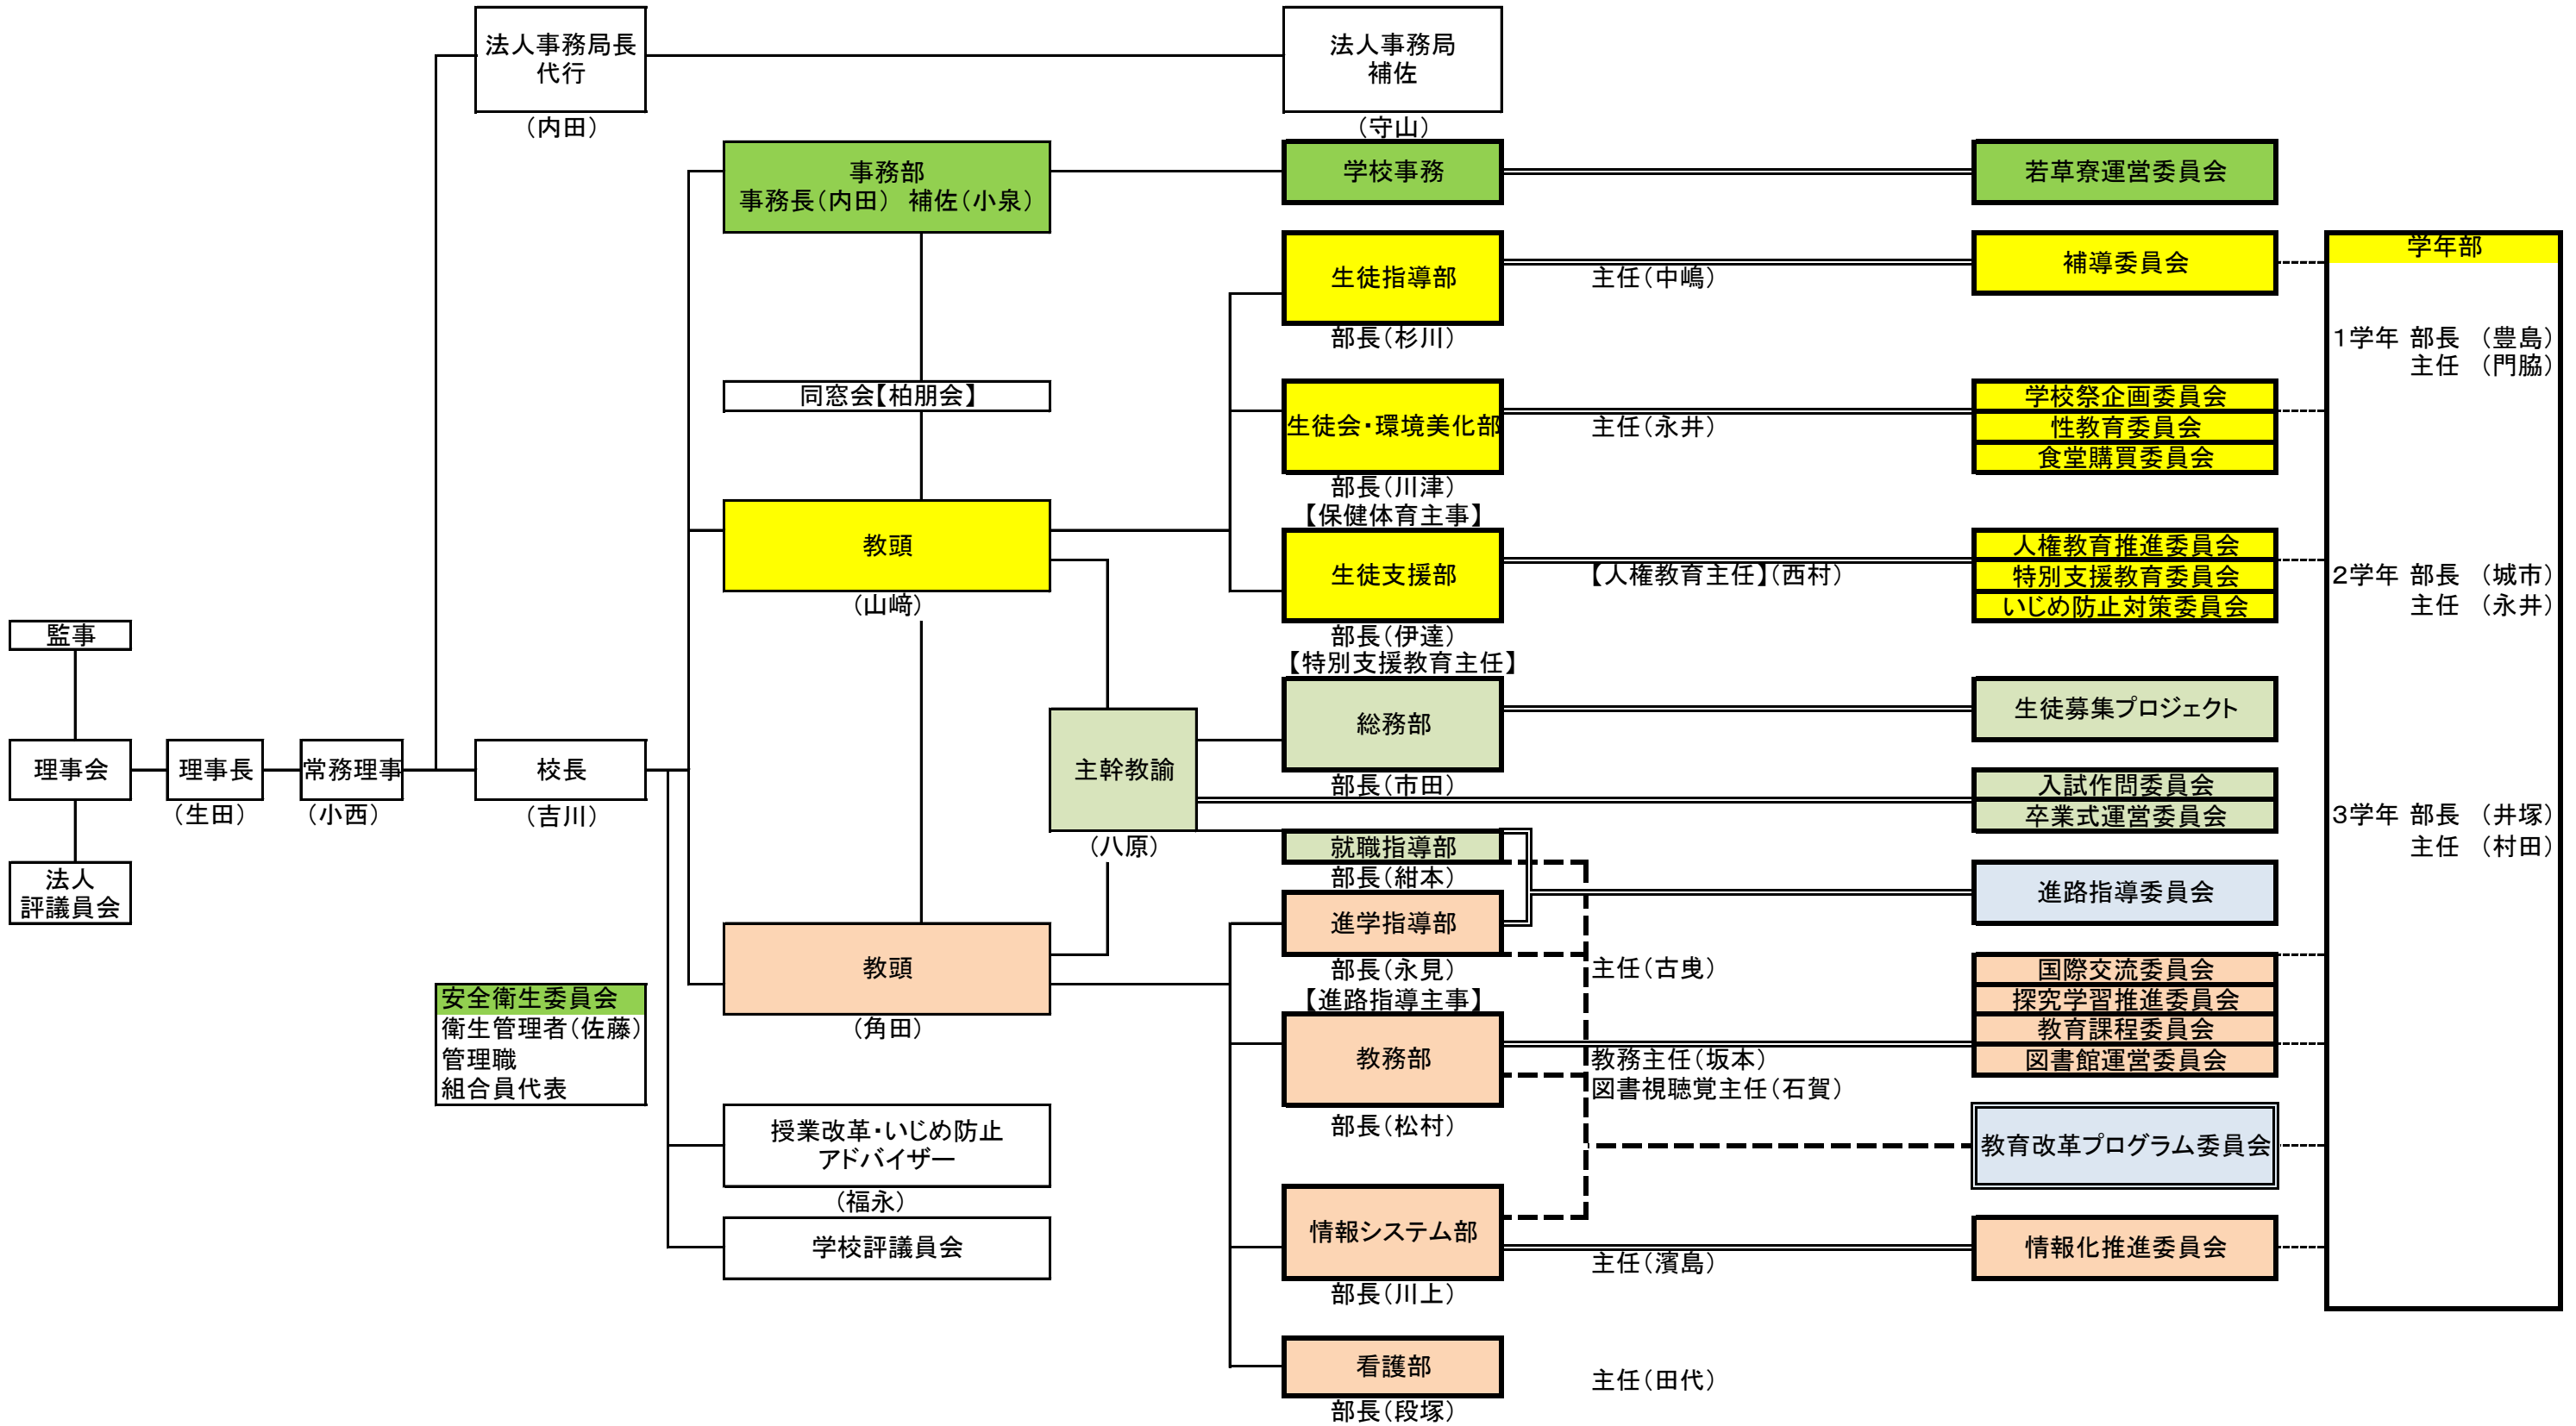 法人事務局長
代行
(内田)
法人事務局
補佐
(守山)
事務部
事務長(内田) 補佐(小泉)
学校事務
若草寮運営委員会
同窓会【柏朋会】
教頭
(山﨑)
生徒指導部
部長(杉川)
主任(中嶋)
補導委員会
生徒会・環境美化部
部長(川津)
【保健体育主事】
主任(永井)
学校祭企画委員会
性教育委員会
食堂購買委員会
生徒支援部
部長(伊達)
【特別支援教育主任】
【人権教育主任】(西村)
人権教育推進委員会
特別支援教育委員会
いじめ防止対策委員会
学年部
1学年 部長 (豊島)
主任 (門脇)
2学年 部長 (城市)
主任 (永井)
3学年 部長 (井塚)
主任 (村田)
監事
理事会
法人
評議員会
理事長
(生田)
常務理事
(小西)
校長
(吉川)
主幹教諭
(八原)
総務部
部長(市田)
生徒募集プロジェクト
入試作問委員会
卒業式運営委員会
就職指導部
部長(紺本)
進路指導委員会
教頭
(角田)
進学指導部
部長(永見)
【進路指導主事】
主任(古曵)
国際交流委員会
探究学習推進委員会
教育課程委員会
図書館運営委員会
教務部
部長(松村)
教務主任(坂本)
図書視聴覚主任(石賀)
教育改革プログラム委員会
安全衛生委員会
衛生管理者(佐藤)
管理職
組合員代表
授業改革・いじめ防止
アドバイザー
(福永)
学校評議員会
情報システム部
部長(川上)
主任(濱島)
情報化推進委員会
看護部
部長(段塚)
主任(田代)